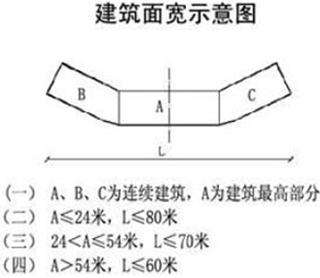 建筑面宽示意图
B
A
C
L
(一) A、B、C为连续建筑，A为建筑最高部分
(二) A≤24米，L≤80米
(三) 24<A≤54米，L≤70米
(四) A>54米，L≤60米